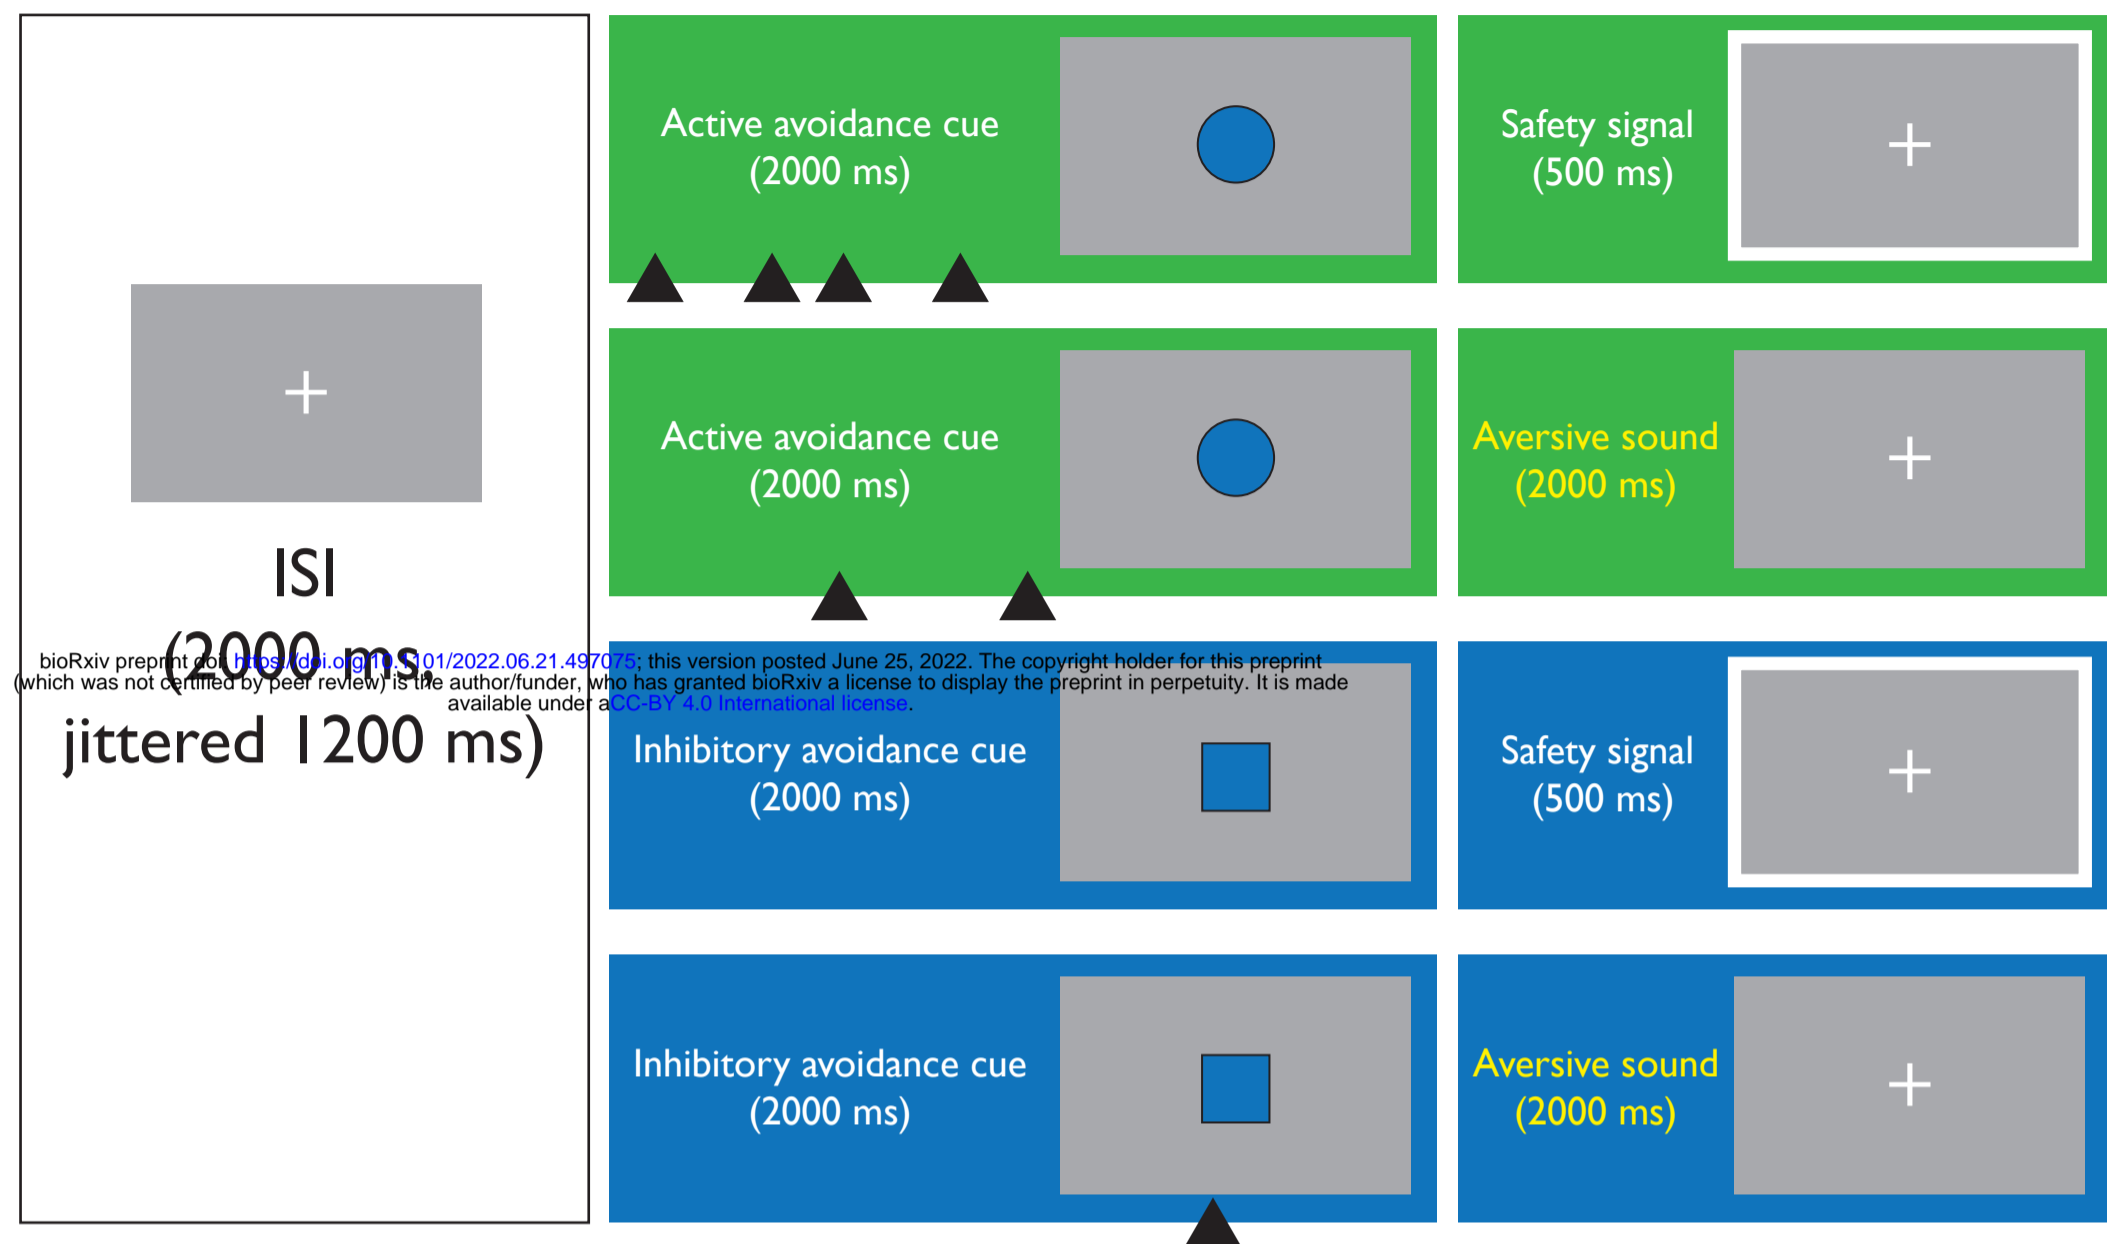 ISI
(2000 ms,
jittered 1200 ms)
Active avoidance cue
(2000 ms)
Safety signal
(500 ms)
Active avoidance cue
(2000 ms)
Aversive sound
(2000 ms)
bioRxiv preprint doi: https://doi.org/10.1101/2022.06.21.497075; this version posted June 25, 2022. The copyright holder for this preprint
(which was not certified by peer review) is the author/funder, who has granted bioRxiv a license to display the preprint in perpetuity. It is made
available under aCC-BY 4.0 International license.
Inhibitory avoidance cue
(2000 ms)
Safety signal
(500 ms)
Inhibitory avoidance cue
(2000 ms)
Aversive sound
(2000 ms)